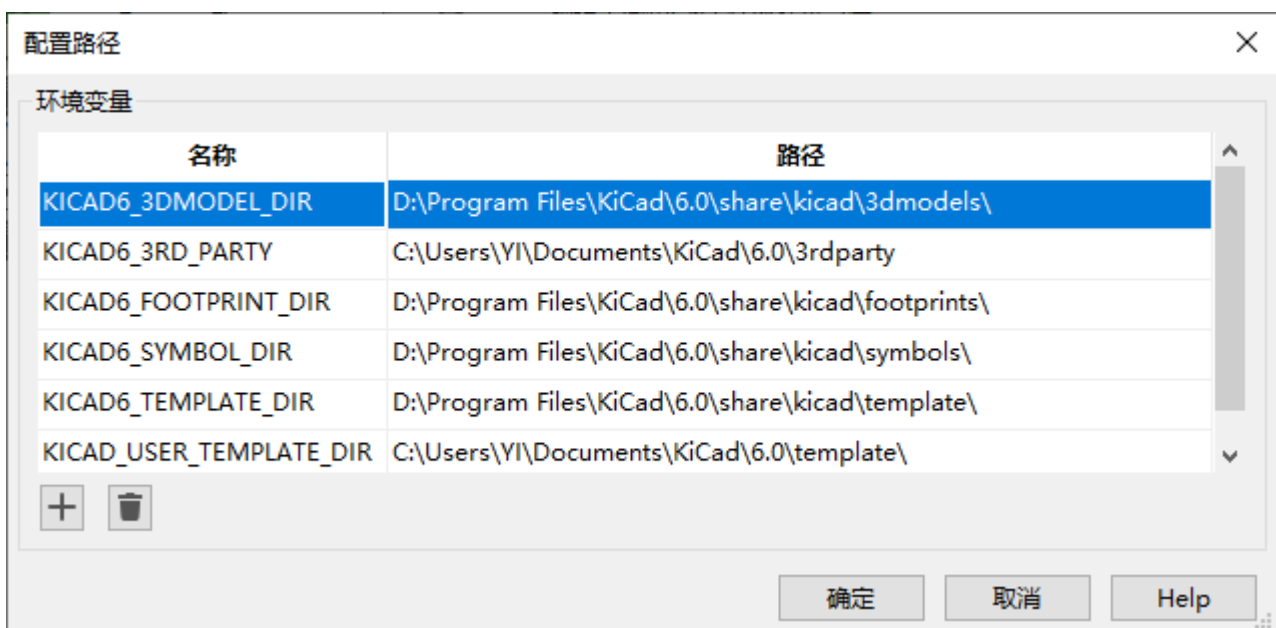 配置路径
环境变量
名称 路径
KICAD6_3DMODEL_DIR D:\Program Files\KiCad\6.0\share\kicad\3dmodels\
KICAD6_3RD_PARTY C:\Users\YI\Documents\KiCad\6.0\3rdparty
KICAD6_FOOTPRINT_DIR D:\Program Files\KiCad\6.0\share\kicad\footprints\
KICAD6_SYMBOL_DIR D:\Program Files\KiCad\6.0\share\kicad\symbols\
KICAD6_TEMPLATE_DIR D:\Program Files\KiCad\6.0\share\kicad\template\
KICAD_USER_TEMPLATE_DIR C:\Users\YI\Documents\KiCad\6.0\template\
确定 取消 Help